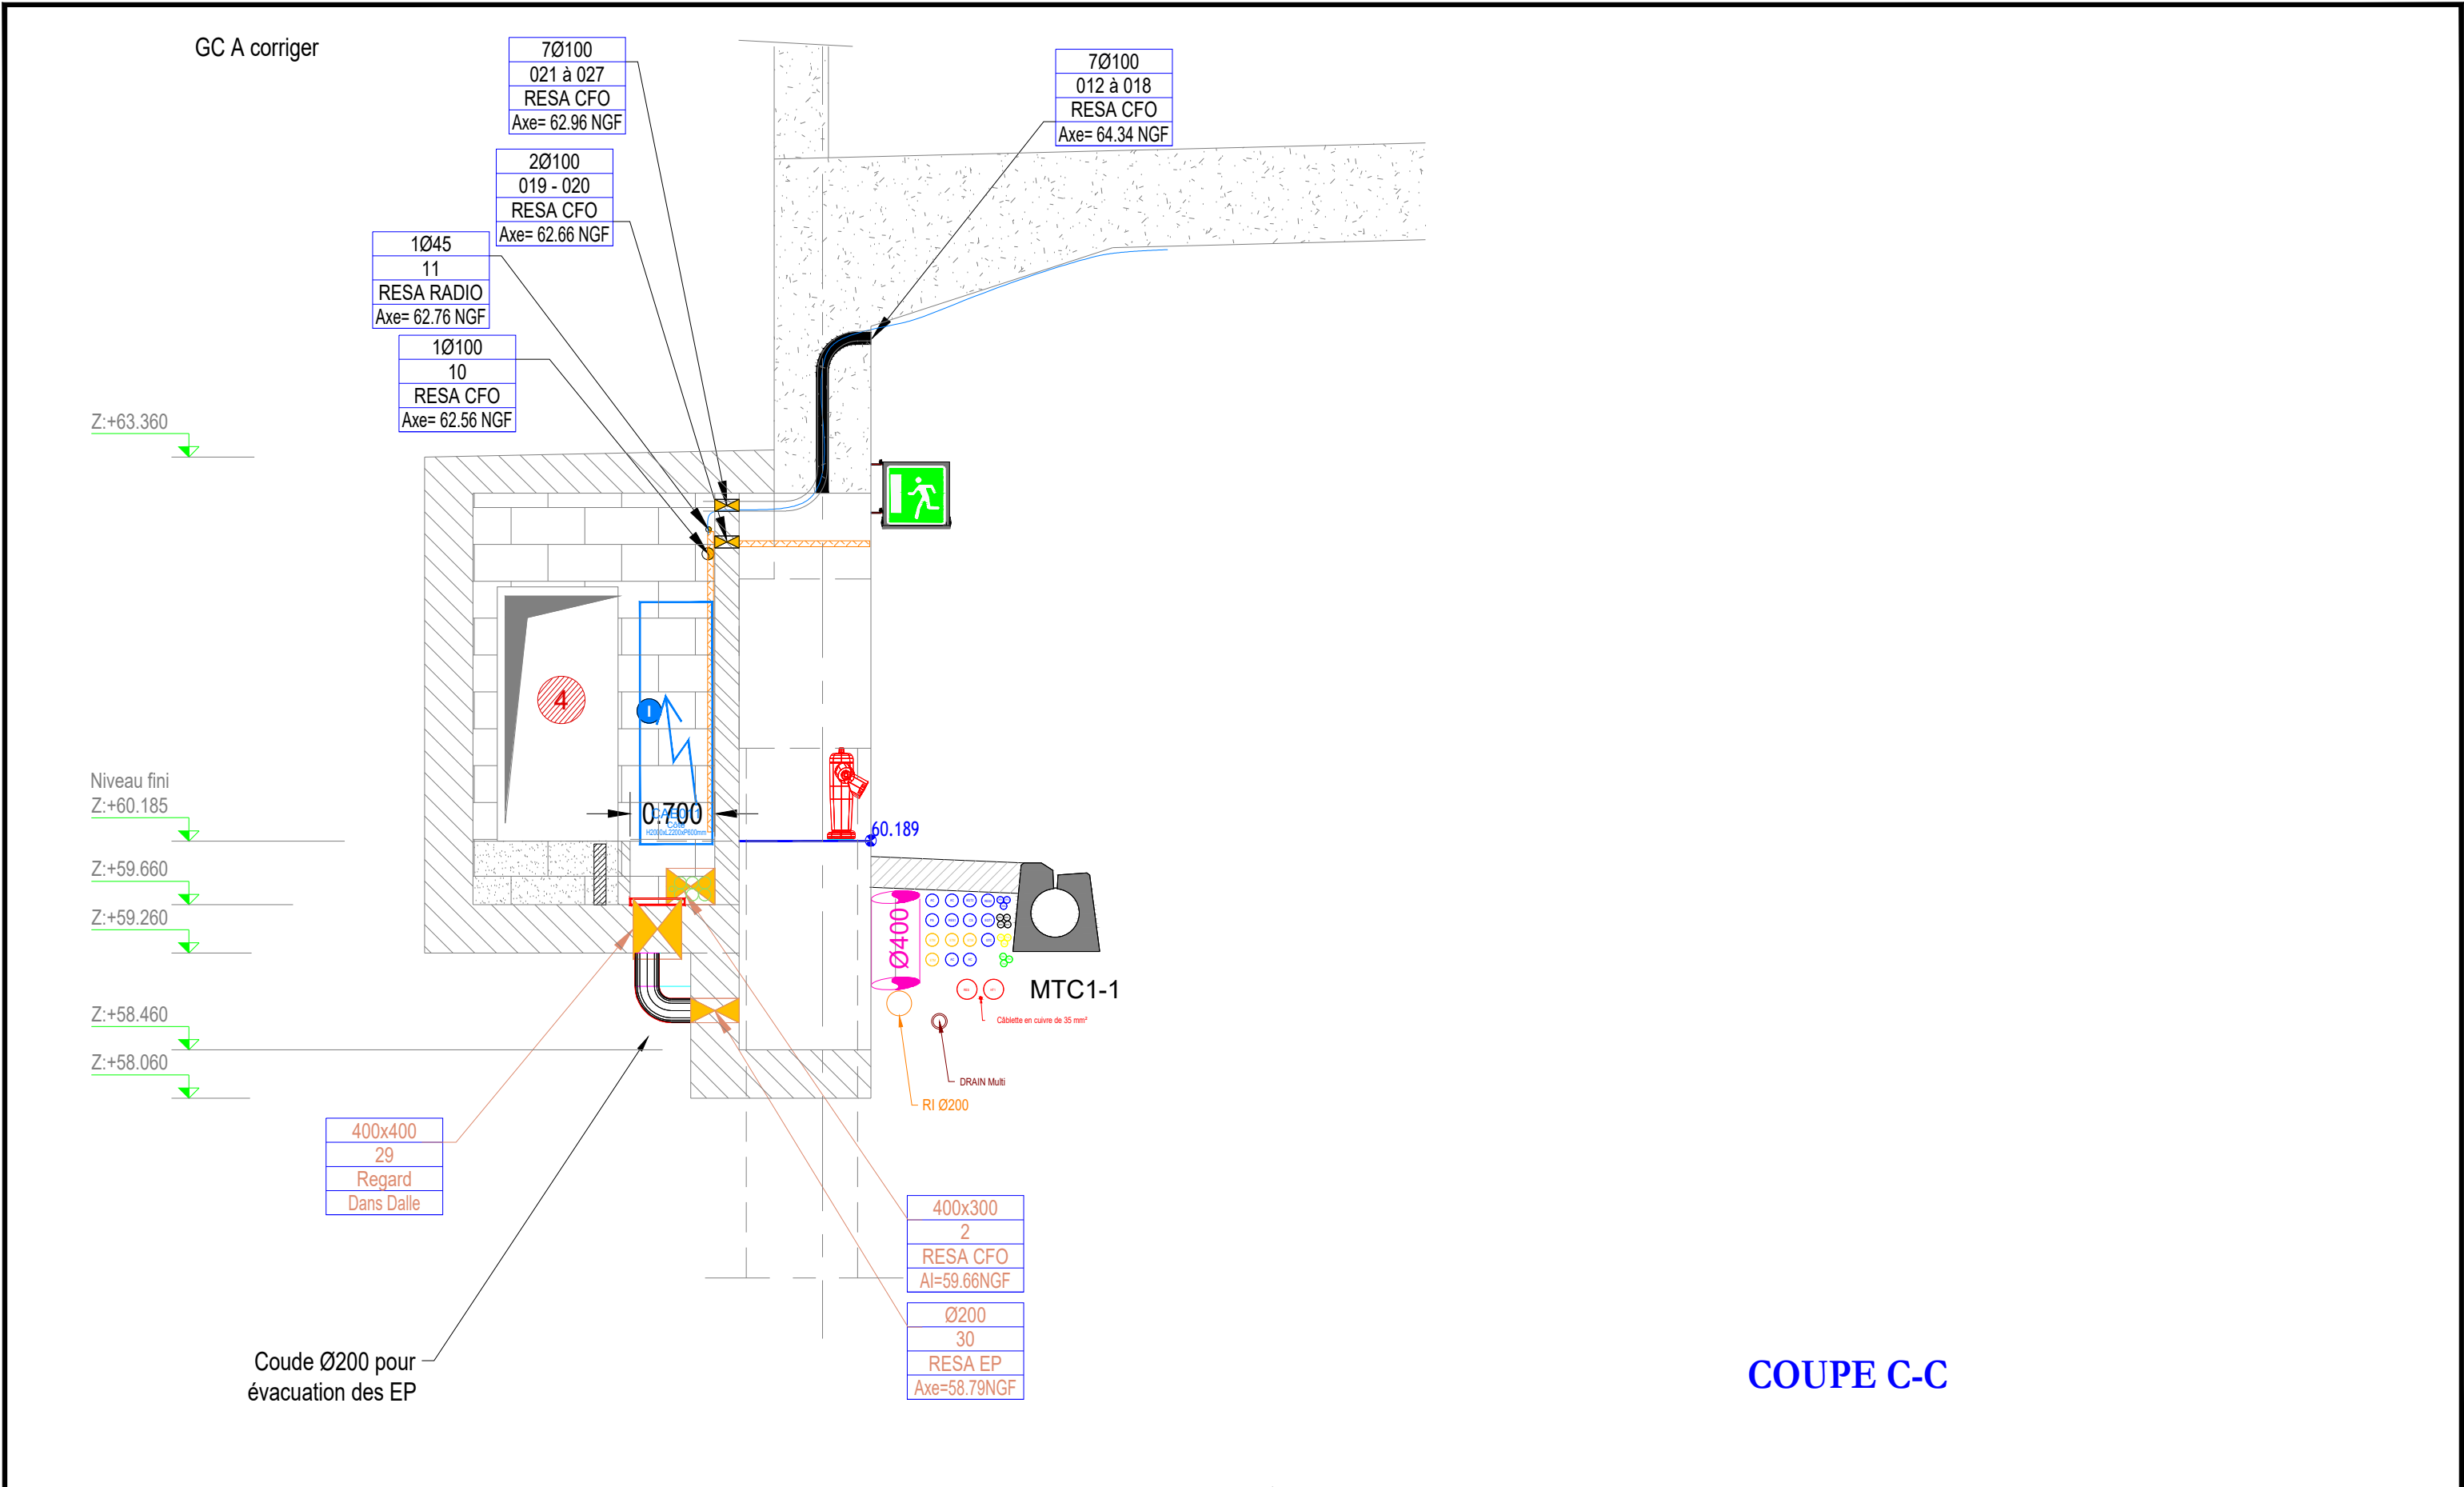 GC A corriger
7Ø100
021 à 027
RESA CFO
Axe= 62.96 NGF
7Ø100
012 à 018
RESA CFO
Axe= 64.34 NGF
2Ø100
019 - 020
RESA CFO
Axe= 62.66 NGF
1Ø45
11
RESA RADIO
Axe= 62.76 NGF
1Ø100
10
RESA CFO
Axe= 62.56 NGF
Z:+63.360
4
I
Niveau fini
Z:+60.185
0.700
H2000xL2200xP600mm
60.189
Z:+59.660
Z:+59.260
Ø400
MTC1-1
Câblette en cuivre de 35 mm²
Z:+58.460
Z:+58.060
DRAIN Multi
RI Ø200
400x400
29
Regard
Dans Dalle
400x300
2
RESA CFO
AI=59.66NGF
Ø200
30
RESA EP
Axe=58.79NGF
Coude Ø200 pour
évacuation des EP
COUPE C-C